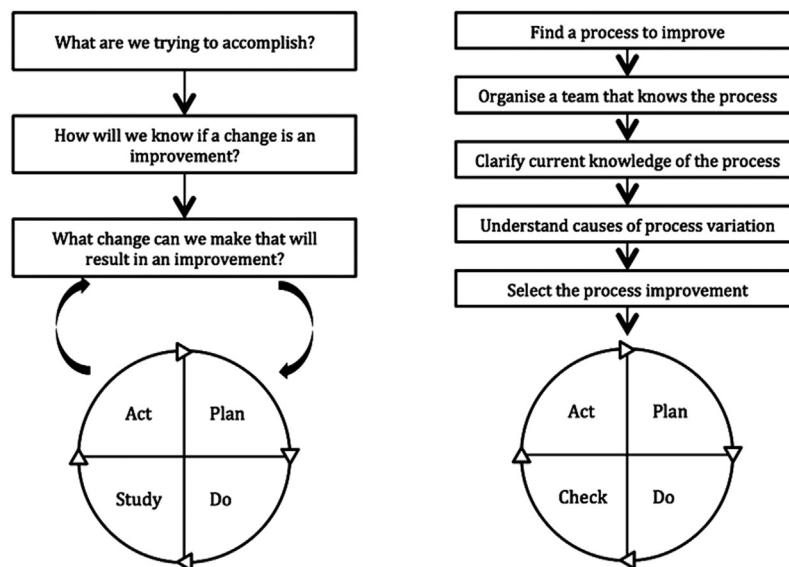 What are we trying to accomplish?
How will we know if a change is an
improvement?
What change can we make that will
result in an improvement?
Act
Plan
Study
Do
Find a process to improve
Organise a team that knows the process
Clarify current knowledge of the process
Understand causes of process variation
Select the process improvement
Act
Plan
Check
Do